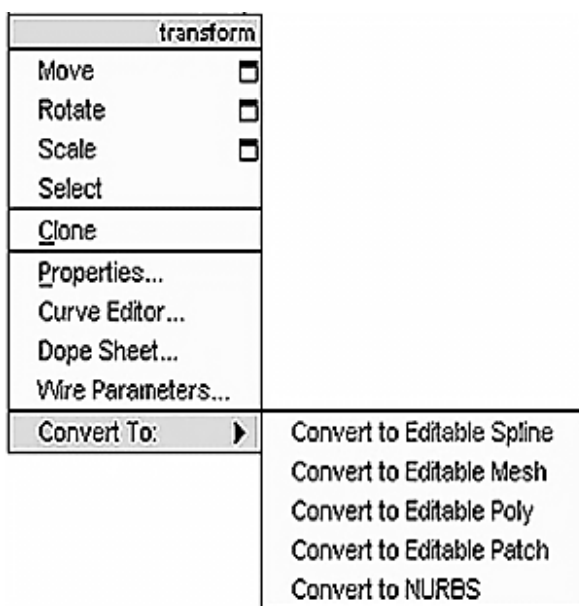 transform
Move
Rotate
Scale
Select
Clone
Properties...
Curve Editor...
Dope Sheet...
Wire Parameters...
Convert To:
Convert to Editable Spline
Convert to Editable Mesh
Convert to Editable Poly
Convert to Editable Patch
Convert to NURBS